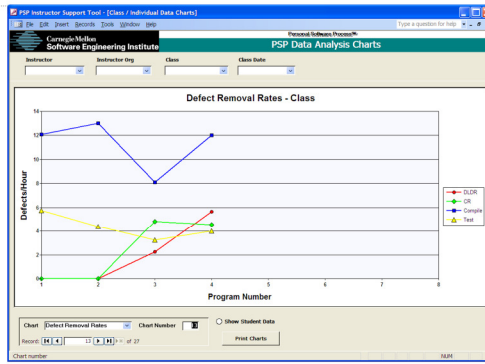 PSP Instructor Support Tool - [Class / Individual Data Charts]
File Edit Insert Records Tools Window Help
Type a question for help
CarnegieMellon
Software Engineering Institute
Personal Software Process℠
PSP Data Analysis Charts
Instructor Instructor Org Class Class Date
Defect Removal Rates - Class
Defects/Hour
14
12
10
8
6
4
2
0
1 2 3 4 5 6 7 8
Program Number
DLDR
CR
Compile
Test
Chart Defect Removal Rates Chart Number 13
Show Student Data
Record: 13 of 27
Print Charts
Chart number NUM